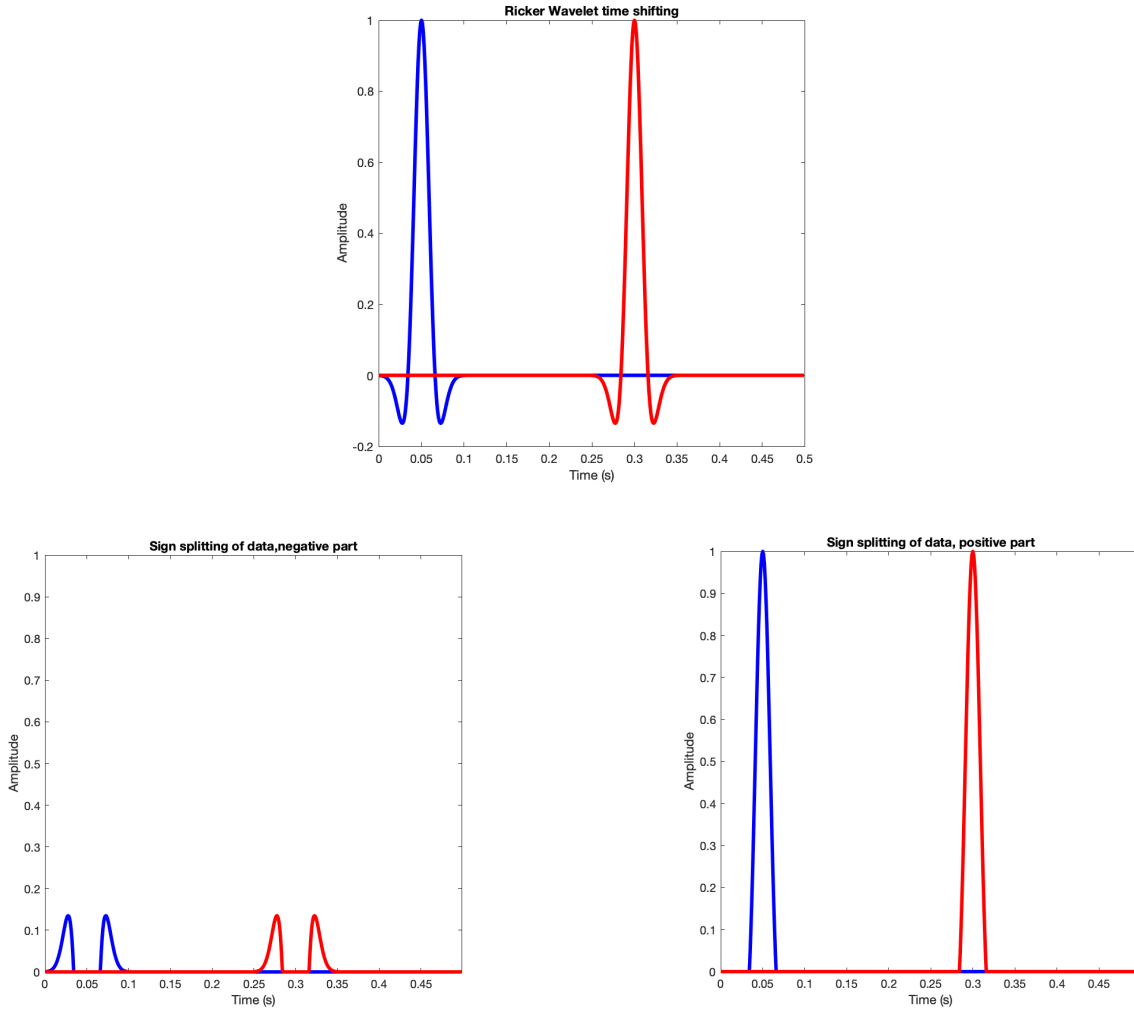 Ricker Wavelet time shifting
1
0.8
0.6
0.4
0.2
0
-0.2
Amplitude
0 0.05 0.1 0.15 0.2 0.25 0.3 0.35 0.4 0.45 0.5
Time (s)
Sign splitting of data,negative part
1
0.9
0.8
0.7
0.6
0.5
0.4
0.3
0.2
0.1
0
Amplitude
0 0.05 0.1 0.15 0.2 0.25 0.3 0.35 0.4 0.45
Time (s)
Sign splitting of data, positive part
1
0.9
0.8
0.7
0.6
0.5
0.4
0.3
0.2
0.1
0
Amplitude
0 0.05 0.1 0.15 0.2 0.25 0.3 0.35 0.4 0.45
Time (s)